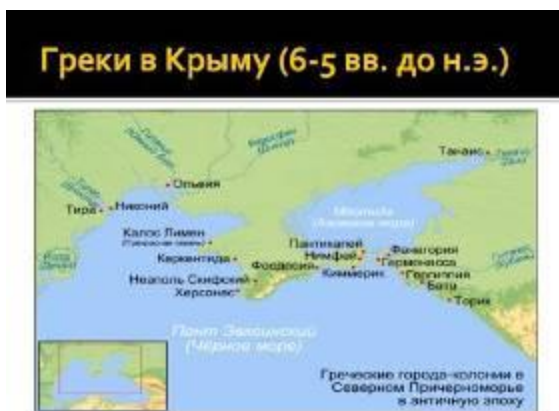 Греки в Крыму (6-5 вв. до н.э.)
Танаис
Ольвия
Тира
Никоний
Меотида
(Азовское море)
Калос Лимен
Пантикапей
Нимфей
Фанагория
Керкентида
Феодосия
Гермонасса
Киммерик
Горгиппия
Неаполь Скифский
Бата
Херсонес
Торик
Понт Эвксинский
(Чёрное море)
Греческие города-колонии в
Северном Причерноморье
в античную эпоху